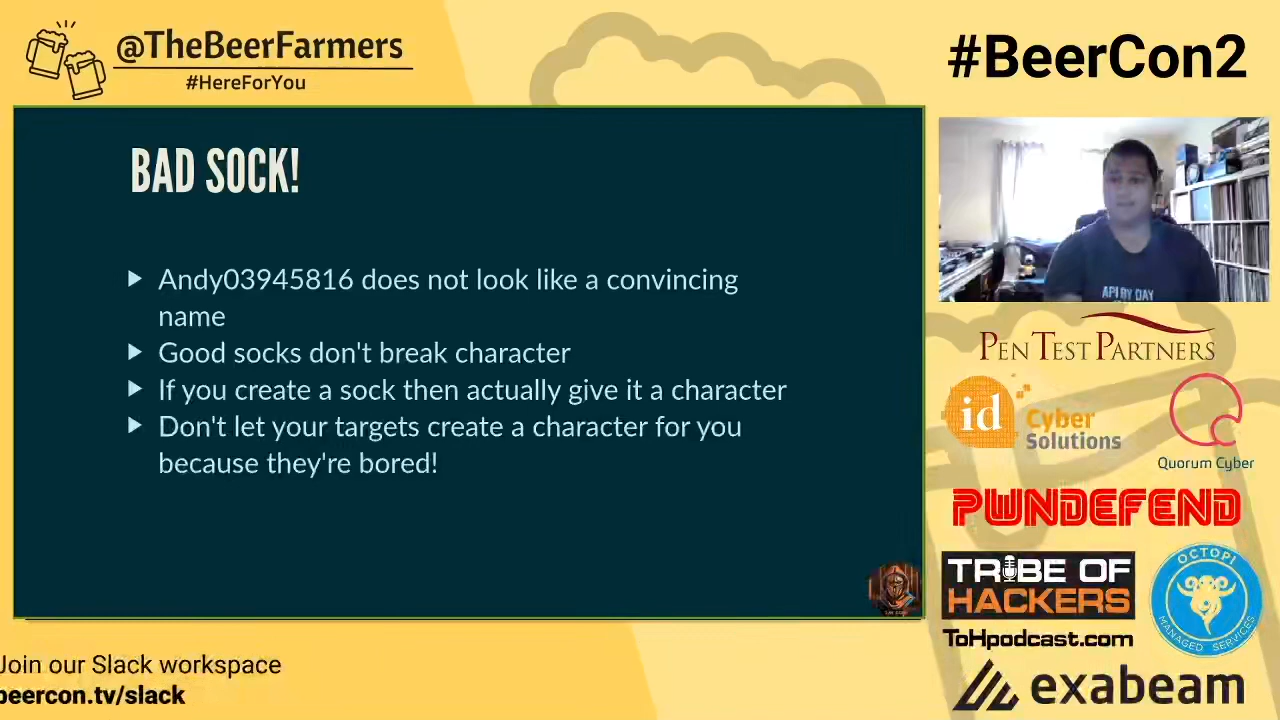 @TheBeerFarmers
#HereForYou
#BeerCon2
BAD SOCK!
Andy03945816 does not look like a convincing
name
Good socks don't break character
If you create a sock then actually give it a character
Don't let your targets create a character for you
because they're bored!
API BY DAY
PEN TEST PARTNERS
id Cyber
Solutions
Quorum Cyber
PWNDEFEND
TRIBE OF
HACKERS
ToHpodcast.com
OCTOPI
MANAGED SERVICES
exabeam
Join our Slack workspace
beercon.tv/slack